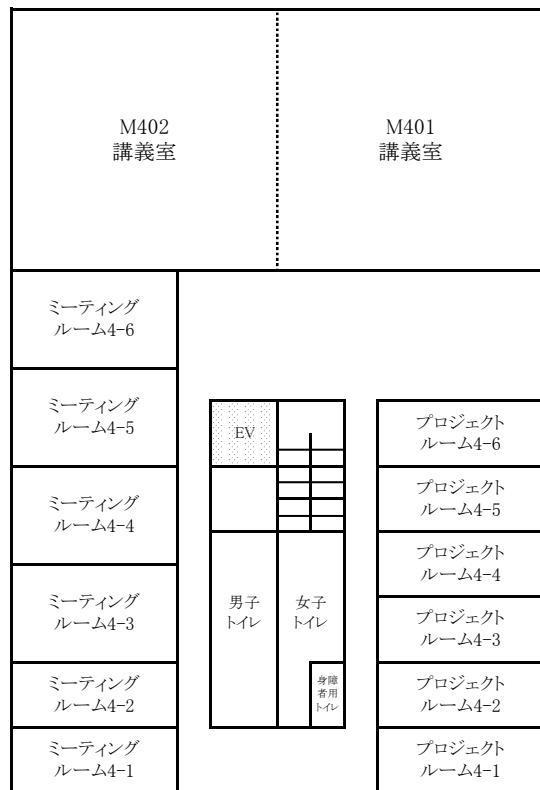 M402
講義室
M401
講義室
ミーティング
ルーム4-6
ミーティング
ルーム4-5
EV
プロジェクト
ルーム4-6
ミーティング
ルーム4-4
プロジェクト
ルーム4-5
プロジェクト
ルーム4-4
ミーティング
ルーム4-3
男子
トイレ
女子
トイレ
プロジェクト
ルーム4-3
ミーティング
ルーム4-2
身障
者用
トイレ
プロジェクト
ルーム4-2
ミーティング
ルーム4-1
プロジェクト
ルーム4-1